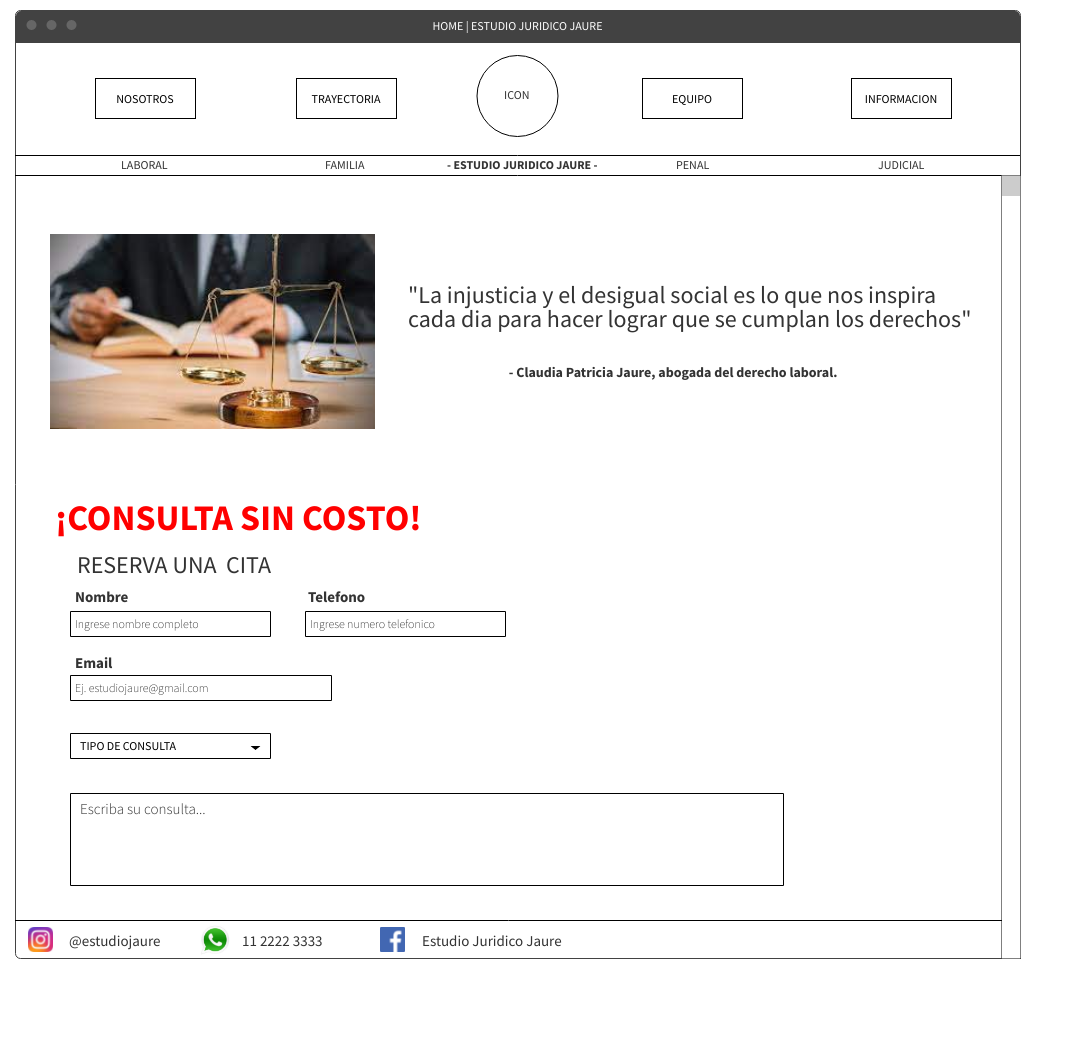 HOME | ESTUDIO JURIDICO JAURE
NOSOTROS
TRAYECTORIA
ICON
EQUIPO
INFORMACION
LABORAL
FAMILIA
- ESTUDIO JURIDICO JAURE -
PENAL
JUDICIAL
"La injusticia y el desigual social es lo que nos inspira
cada dia para hacer lograr que se cumplan los derechos"
- Claudia Patricia Jaure, abogada del derecho laboral.
¡CONSULTA SIN COSTO!
RESERVA UNA  CITA
Nombre
Telefono
Ingrese nombre completo
Ingrese numero telefonico
Email
Ej. estudiojaure@gmail.com
TIPO DE CONSULTA
Escriba su consulta...
@estudiojaure
11 2222 3333
Estudio Juridico Jaure